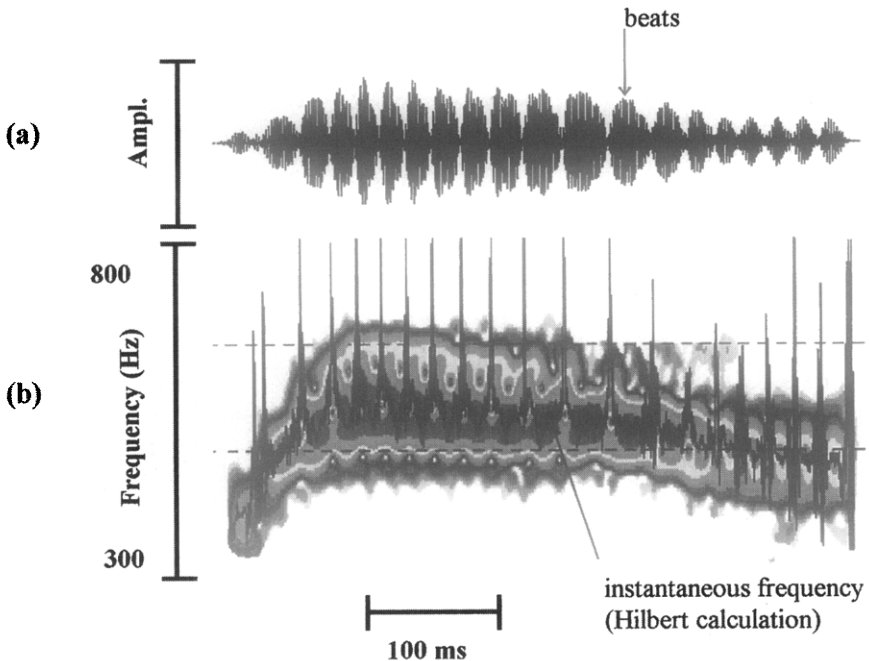 beats
(a)
Ampl.
800
(b)
Frequency (Hz)
300
instantaneous frequency
(Hilbert calculation)
100 ms